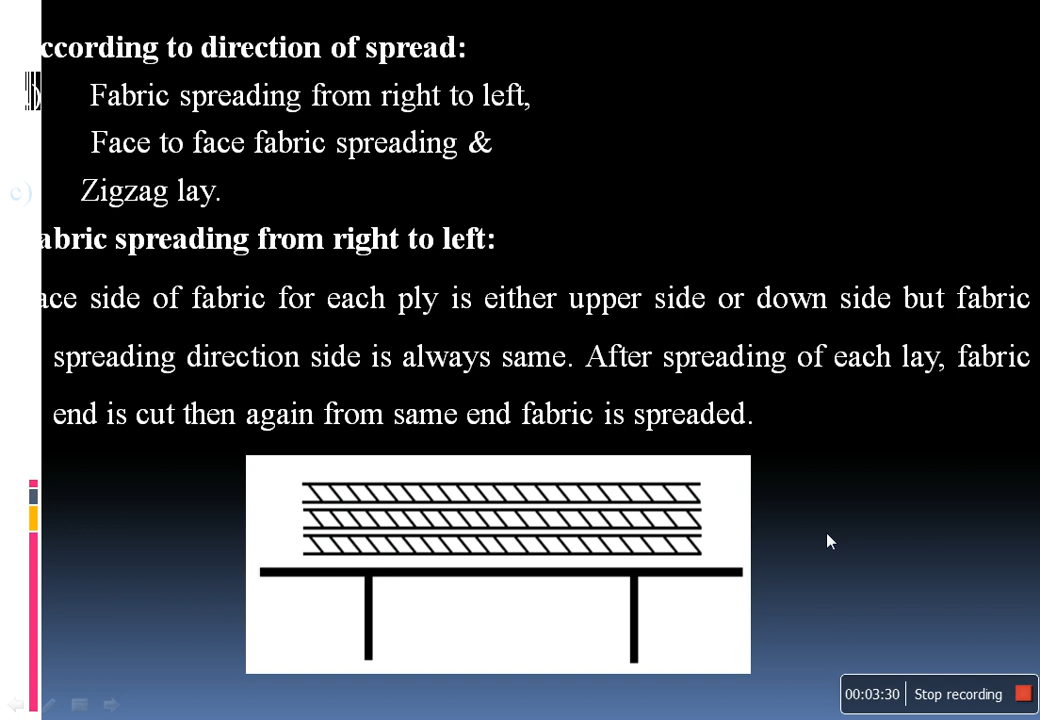 ccording to direction of spread:
) Fabric spreading from right to left,
Face to face fabric spreading &
c) Zigzag lay.
abric spreading from right to left:
ace side of fabric for each ply is either upper side or down side but fabric
spreading direction side is always same. After spreading of each lay, fabric
end is cut then again from same end fabric is spreaded.
00:03:30 Stop recording